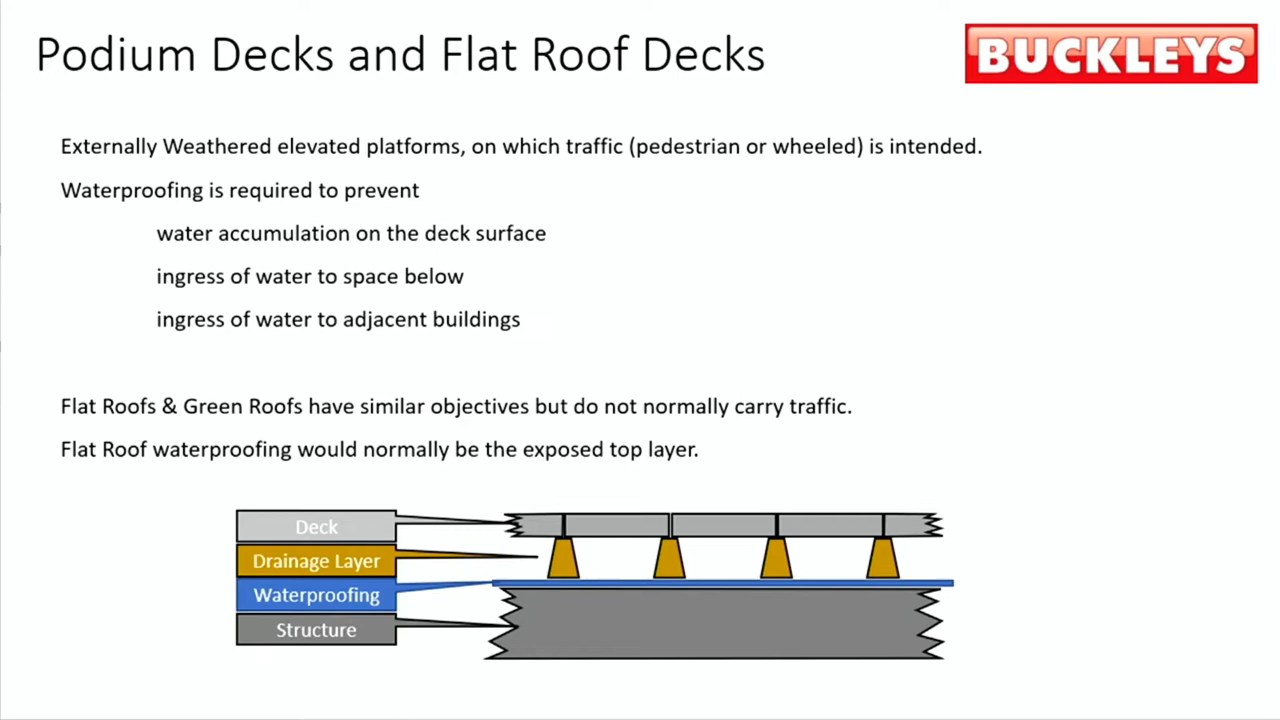 Podium Decks and Flat Roof Decks
BUCKLEYS
Externally Weathered elevated platforms, on which traffic (pedestrian or wheeled) is intended.
Waterproofing is required to prevent
water accumulation on the deck surface
ingress of water to space below
ingress of water to adjacent buildings
Flat Roofs & Green Roofs have similar objectives but do not normally carry traffic.
Flat Roof waterproofing would normally be the exposed top layer.
Deck
Drainage Layer
Waterproofing
Structure